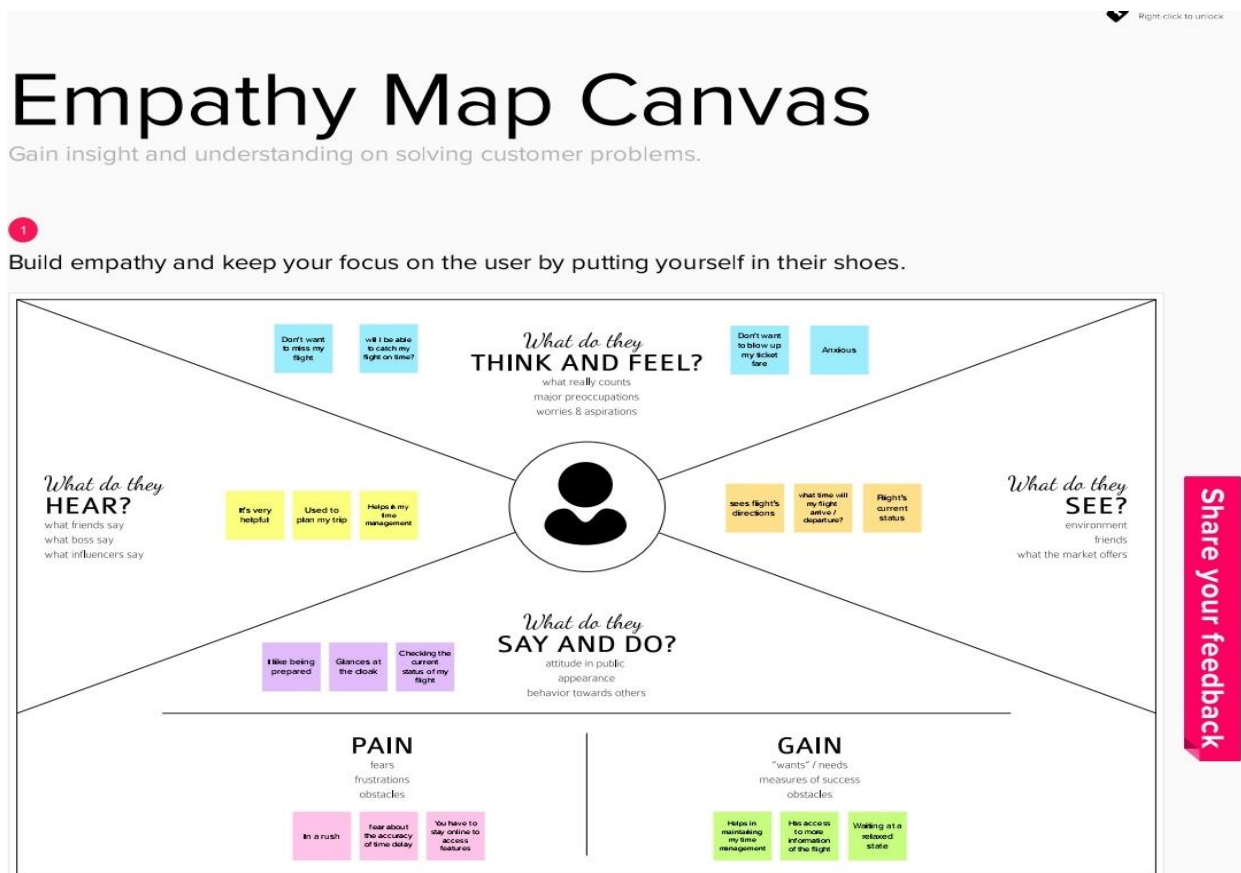 Right-click to unlock
Empathy Map Canvas
Gain insight and understanding on solving customer problems.
1
Build empathy and keep your focus on the user by putting yourself in their shoes.
What do they
THINK AND FEEL?
what really counts
major preoccupations
worries & aspirations
Don't want
to miss my
flight
will I be able
to catch my
flight on time?
Don't want
to blow up
my ticket
fare
Anxious
What do they
HEAR?
what friends say
what boss say
what influencers say
It's very
helpful
Used to
plan my trip
Helps in my
time
management
sees flight's
directions
what time will
my flight
arrive /
departure?
Flight's
current
status
What do they
SEE?
environment
friends
what the market offers
What do they
SAY AND DO?
attitude in public
appearance
behavior towards others
I like being
prepared
Glances at
the cloak
Checking the
current
status of my
flight
PAIN
fears
frustrations
obstacles
In a rush
fear about
the accuracy
of time delay
You have to
stay online to
access
features
GAIN
"wants" / needs
measures of success
obstacles
Helps in
maintaining
my time
management
Has access
to more
information
of the flight
Waiting at a
relaxed
state
Share your feedback